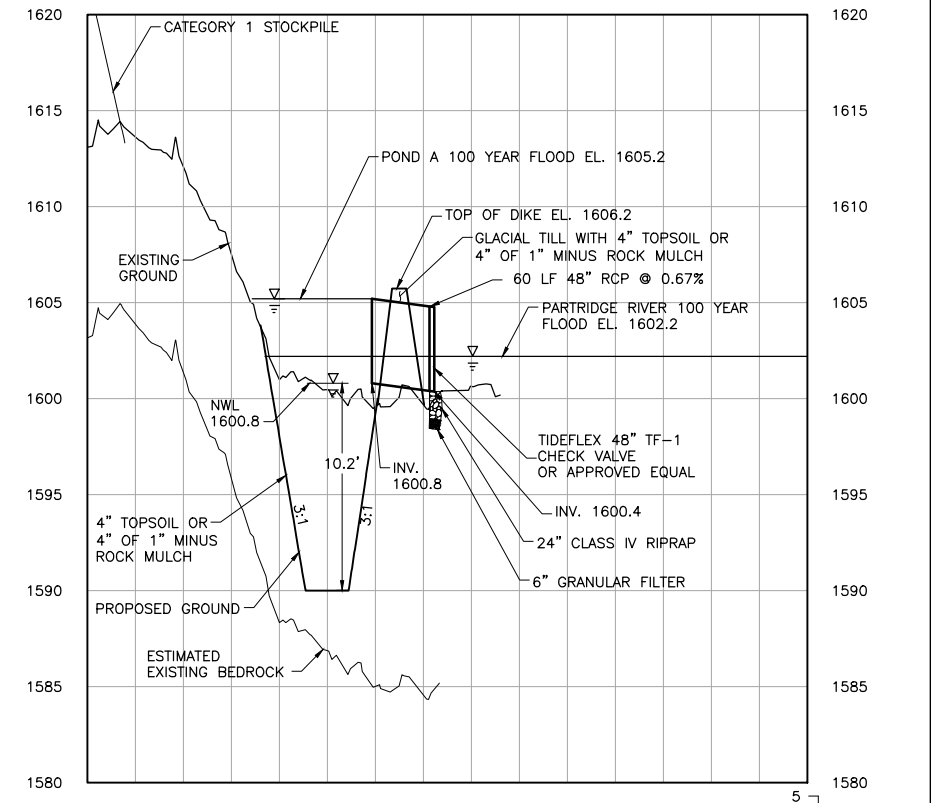 1620
1620
CATEGORY 1 STOCKPILE
1615
1615
POND A 100 YEAR FLOOD EL. 1605.2
1610
1610
TOP OF DIKE EL. 1606.2
GLACIAL TILL WITH 4” TOPSOIL OR
4” OF 1” MINUS ROCK MULCH
EXISTING
GROUND
60 LF 48” RCP @ 0.67%
1605
1605
PARTRIDGE RIVER 100 YEAR
FLOOD EL. 1602.2
1600
1600
NWL
1600.8
10.2'
INV.
1600.8
TIDEFLEX 48” TF-1
CHECK VALVE
OR APPROVED EQUAL
1595
1595
3:1
3:1
4” TOPSOIL OR
4” OF 1” MINUS
ROCK MULCH
INV. 1600.4
24” CLASS IV RIPRAP
6” GRANULAR FILTER
1590
1590
PROPOSED GROUND
ESTIMATED
EXISTING BEDROCK
1585
1585
1580
1580
5